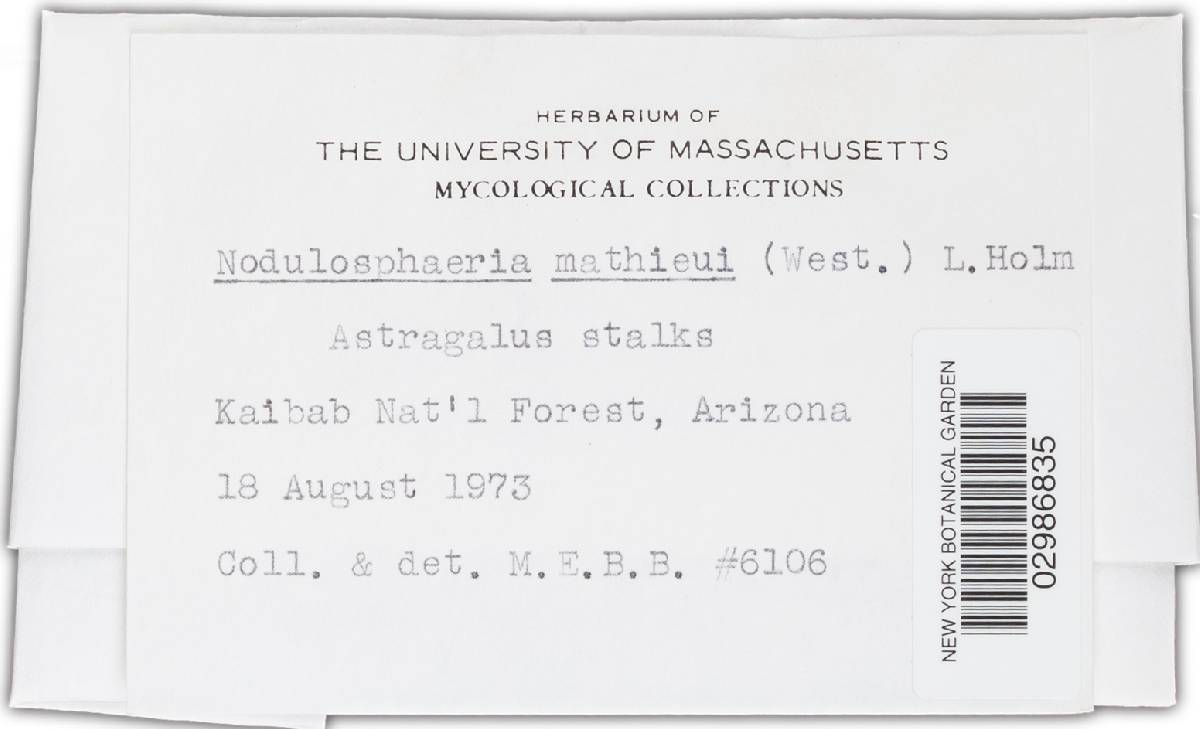 HERBARIUM OF
THE UNIVERSITY OF MASSACHUSETTS
MYCOLOGICAL COLLECTIONS
Nodulosphaeria mathieui (West.) L.Holm
Astragalus stalks
Kaibab Nat'l Forest, Arizona
18 August 1973
Coll. & det. M.E.B.B. #6106
NEW YORK BOTANICAL GARDEN
02986835